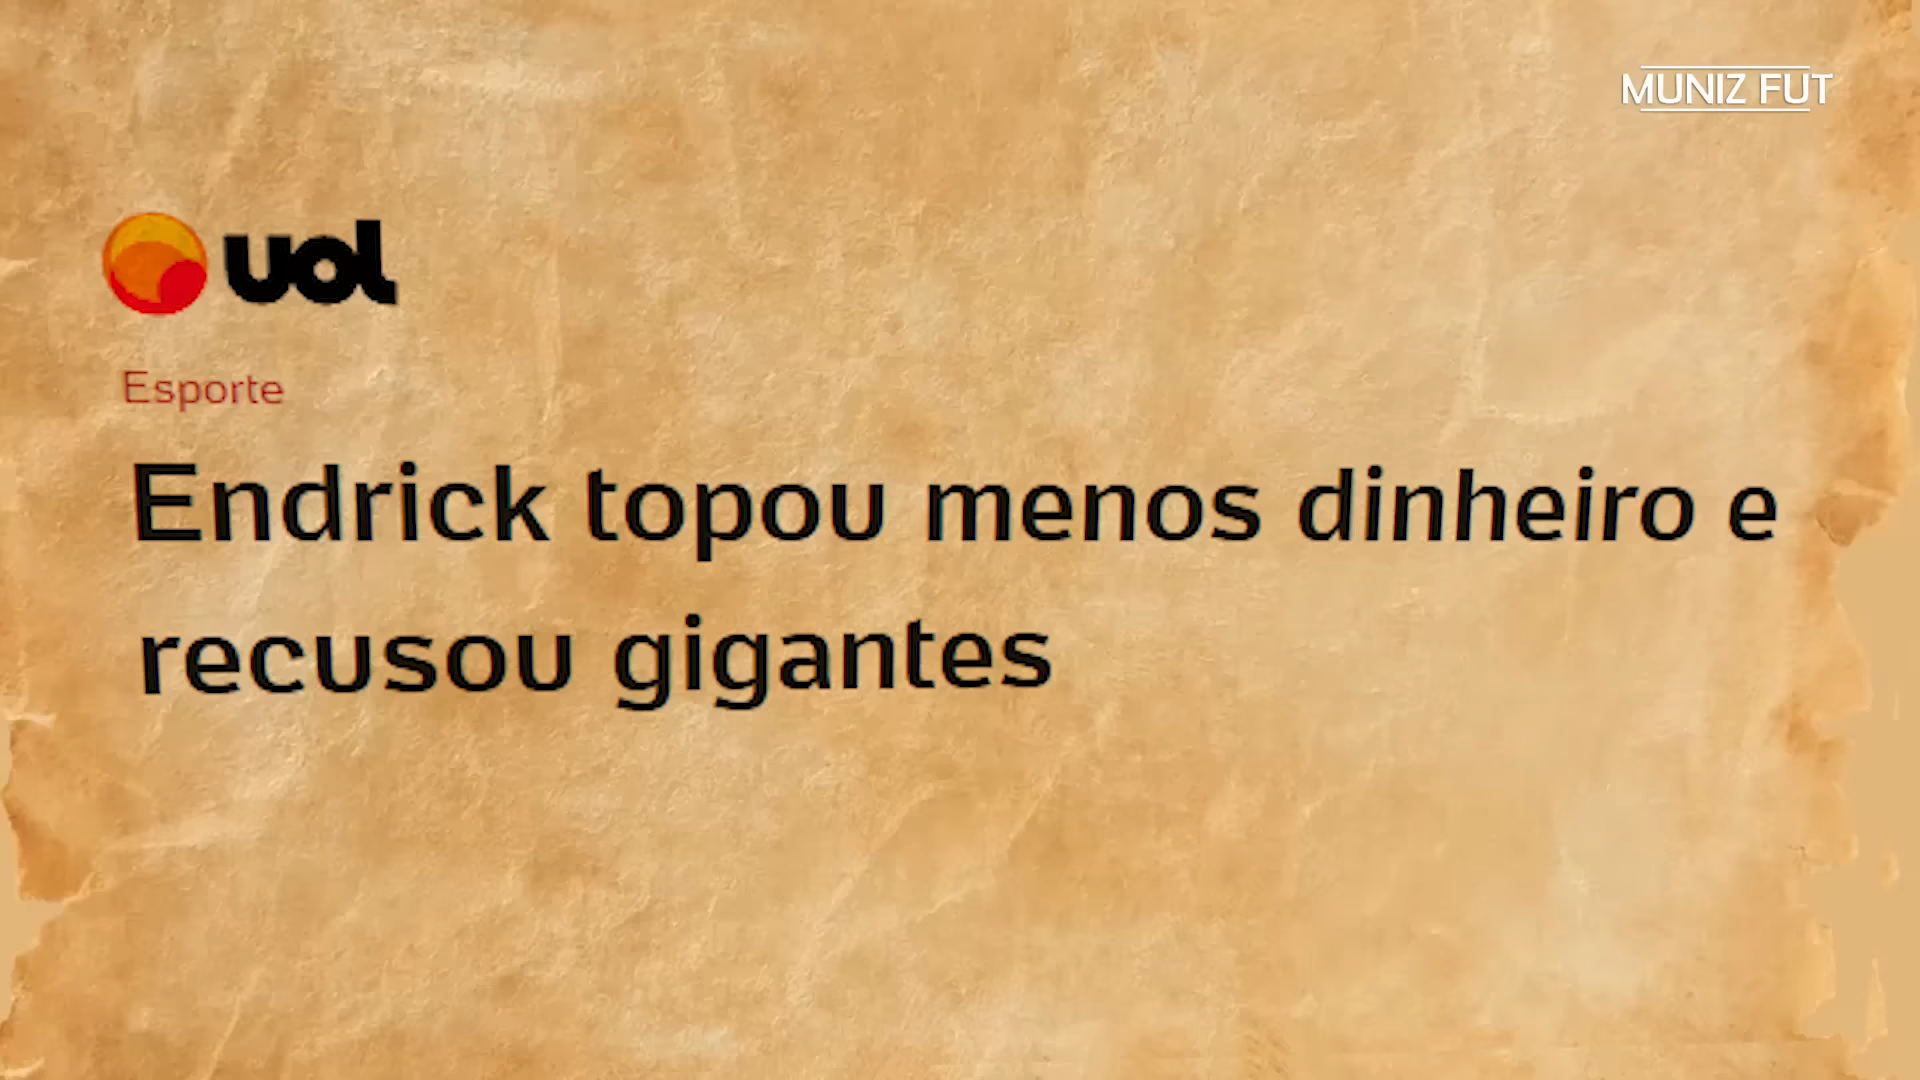 MUNIZ FUT
uol
Esporte
Endrick topou menos dinheiro e
recusou gigantes